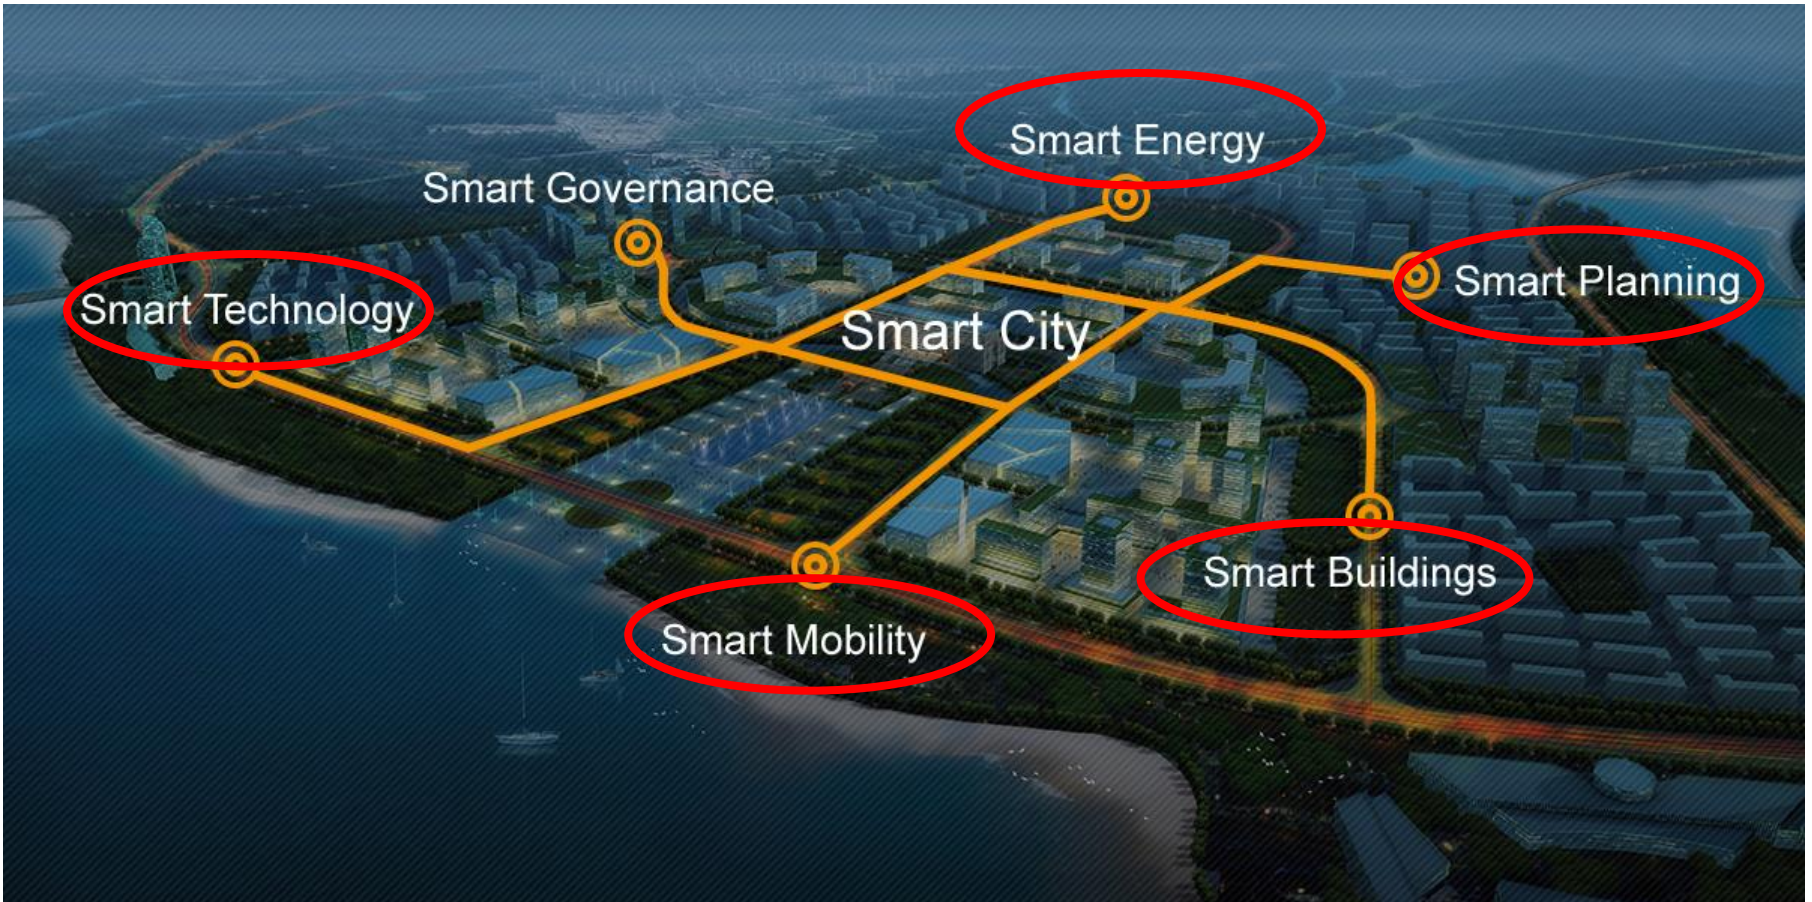 Smart Energy
Smart Governance
Smart Planning
Smart Technology
Smart City
Smart Buildings
Smart Mobility